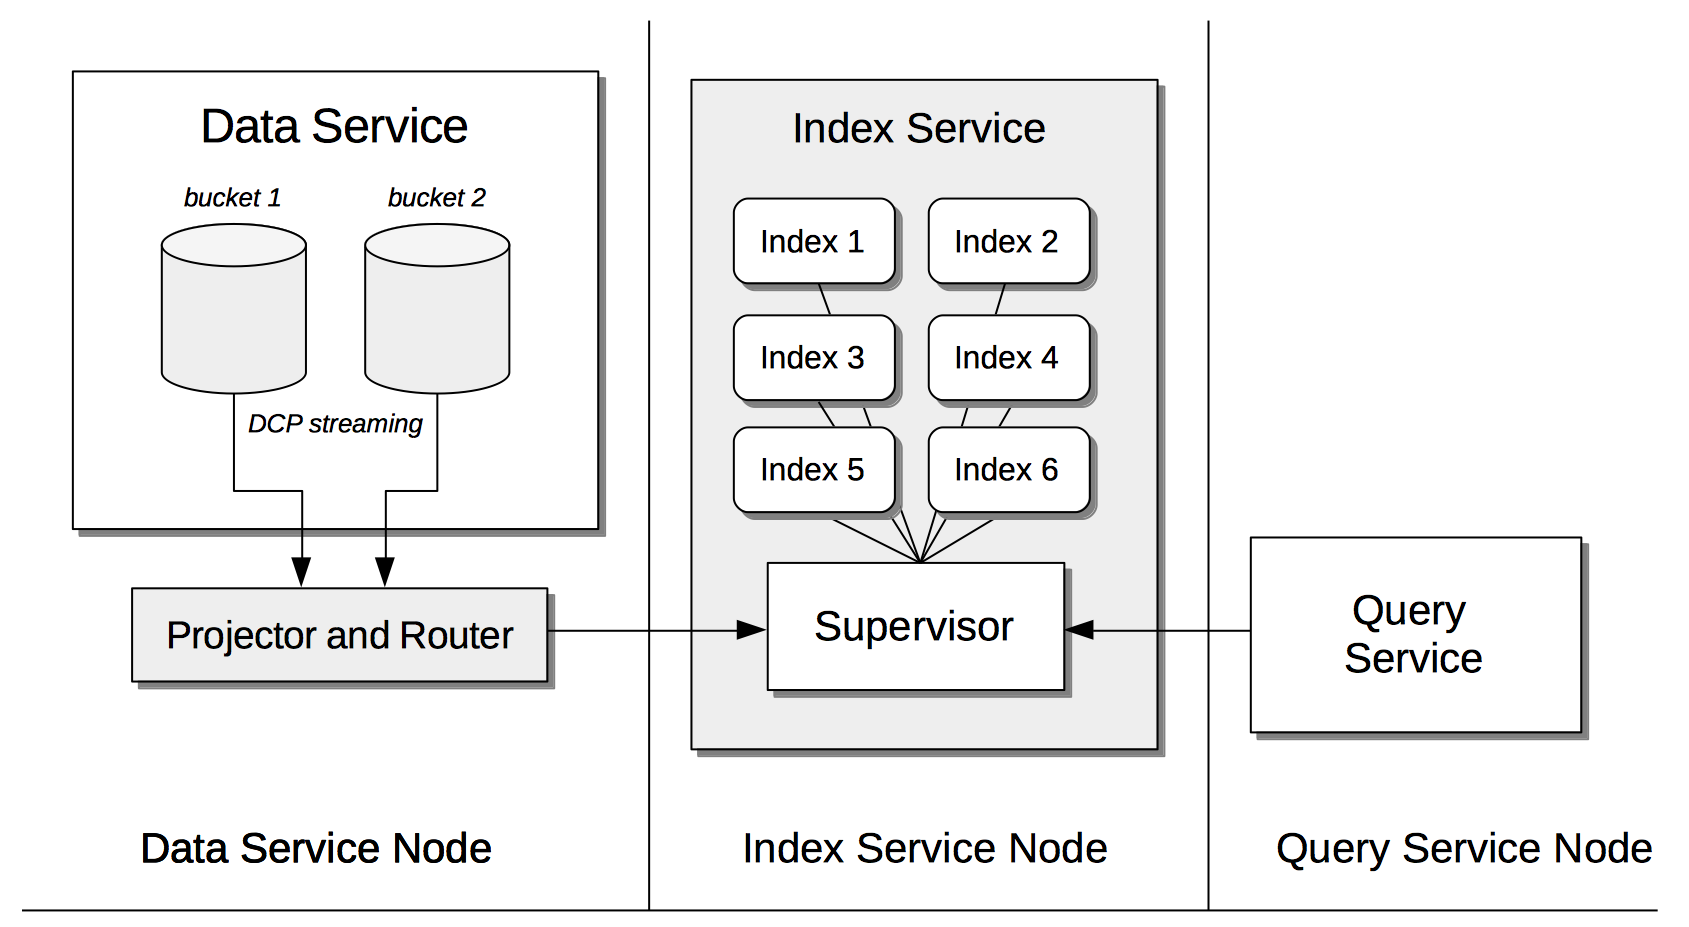 Data Service
bucket 1
bucket 2
DCP streaming
Projector and Router
Data Service Node
Index Service
Index 1
Index 2
Index 3
Index 4
Index 5
Index 6
Supervisor
Index Service Node
Query
Service
Query Service Node